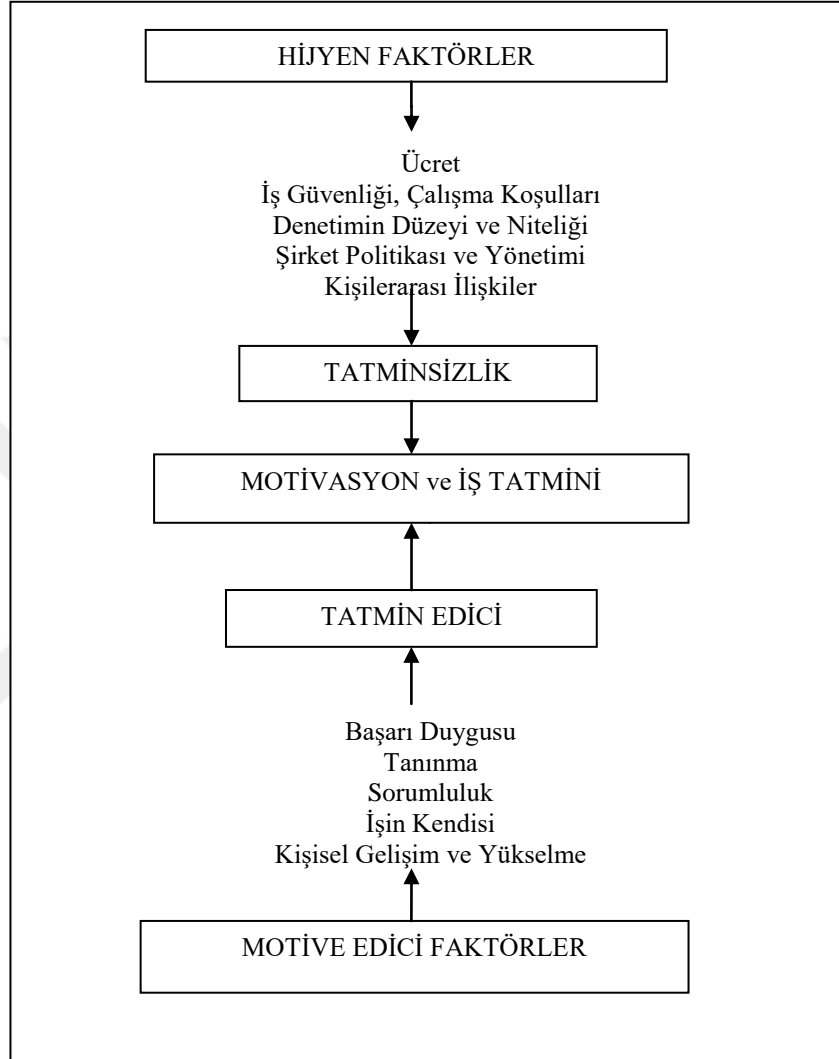 HİJYEN FAKTÖRLER
Ücret
İş Güvenliği, Çalışma Koşulları
Denetimin Düzeyi ve Niteliği
Şirket Politikası ve Yönetimi
Kişilerarası İlişkiler
TATMİNSİZLİK
MOTİVASYON ve İŞ TATMİNİ
TATMİN EDİCİ
Başarı Duygusu
Tanınma
Sorumluluk
İşin Kendisi
Kişisel Gelişim ve Yükselme
MOTİVE EDİCİ FAKTÖRLER